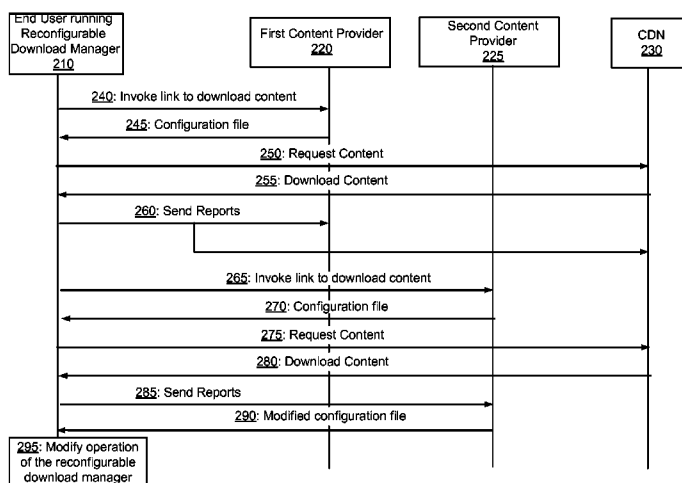 End User running
Reconfigurable
Download Manager
210
First Content Provider
220
Second Content
Provider
225
CDN
230
240: Invoke link to download content
245: Configuration file
250: Request Content
255: Download Content
260: Send Reports
265: Invoke link to download content
270: Configuration file
275: Request Content
280: Download Content
285: Send Reports
290: Modified configuration file
295: Modify operation
of the reconfigurable
download manager